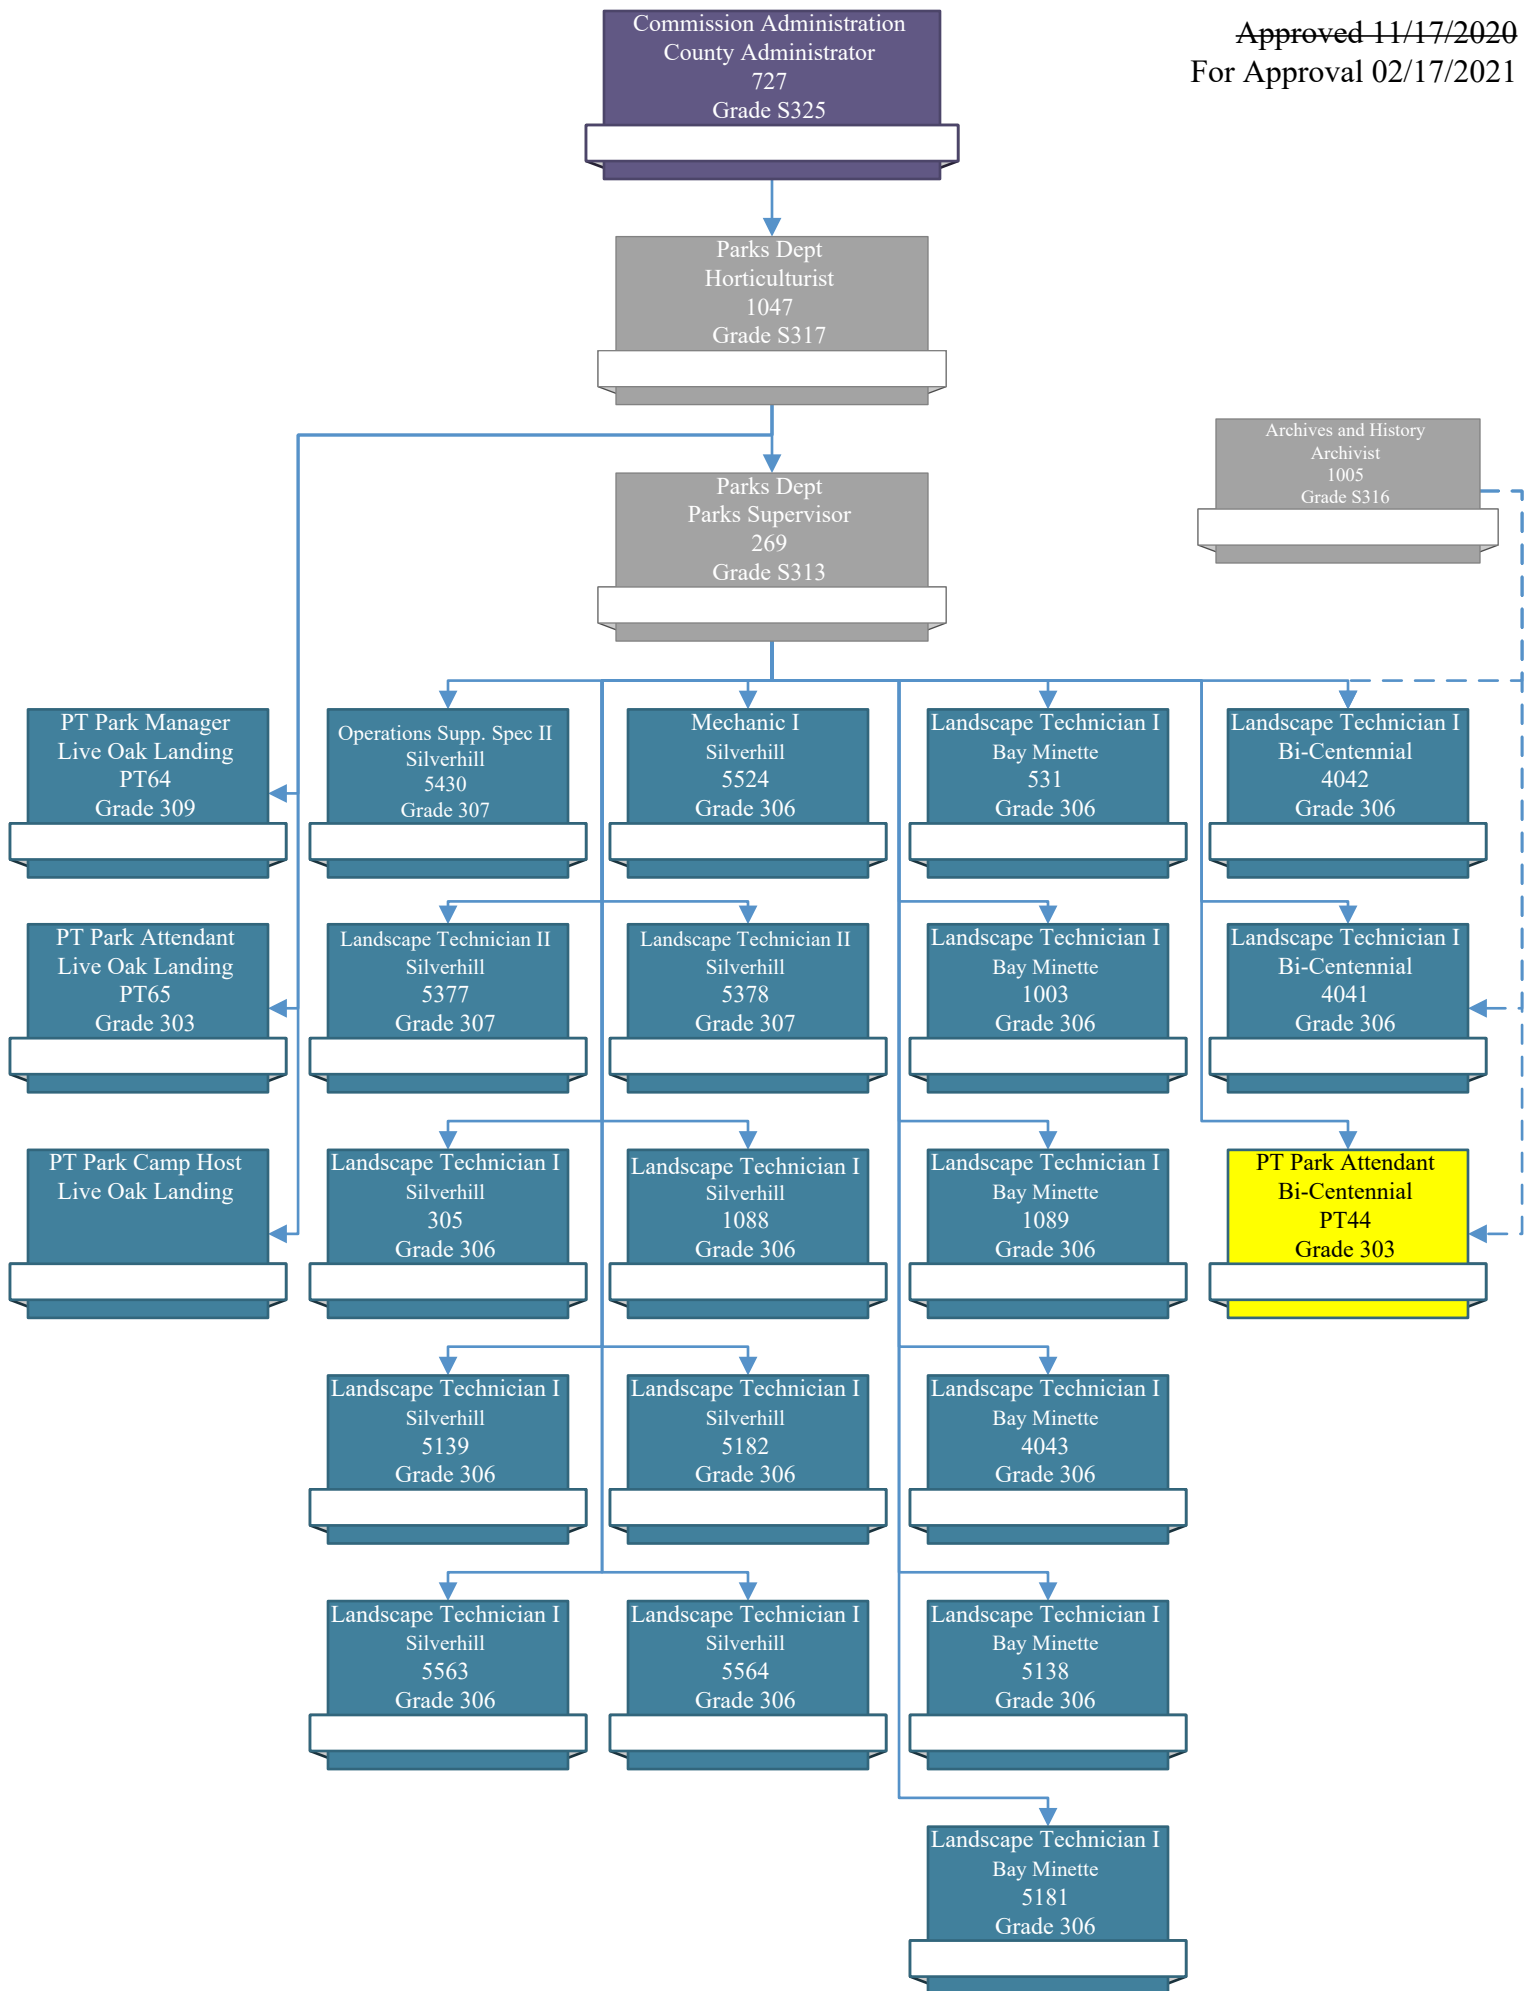 Commission Administration
County Administrator
727
Grade S325
Approved 11/17/2020
For Approval 02/17/2021
Parks Dept
Horticulturist
1047
Grade S317
Archives and History
Archivist
1005
Grade S316
Parks Dept
Parks Supervisor
269
Grade S313
PT Park Manager
Live Oak Landing
PT64
Grade 309
Operations Supp. Spec II
Silverhill
5430
Grade 307
Mechanic I
Silverhill
5524
Grade 306
Landscape Technician I
Bay Minette
531
Grade 306
Landscape Technician I
Bi-Centennial
4042
Grade 306
PT Park Attendant
Live Oak Landing
PT65
Grade 303
Landscape Technician II
Silverhill
5377
Grade 307
Landscape Technician II
Silverhill
5378
Grade 307
Landscape Technician I
Bay Minette
1003
Grade 306
Landscape Technician I
Bi-Centennial
4041
Grade 306
PT Park Camp Host
Live Oak Landing
Landscape Technician I
Silverhill
305
Grade 306
Landscape Technician I
Silverhill
1088
Grade 306
Landscape Technician I
Bay Minette
1089
Grade 306
PT Park Attendant
Bi-Centennial
PT44
Grade 303
Landscape Technician I
Silverhill
5139
Grade 306
Landscape Technician I
Silverhill
5182
Grade 306
Landscape Technician I
Bay Minette
4043
Grade 306
Landscape Technician I
Silverhill
5563
Grade 306
Landscape Technician I
Silverhill
5564
Grade 306
Landscape Technician I
Bay Minette
5138
Grade 306
Landscape Technician I
Bay Minette
5181
Grade 306